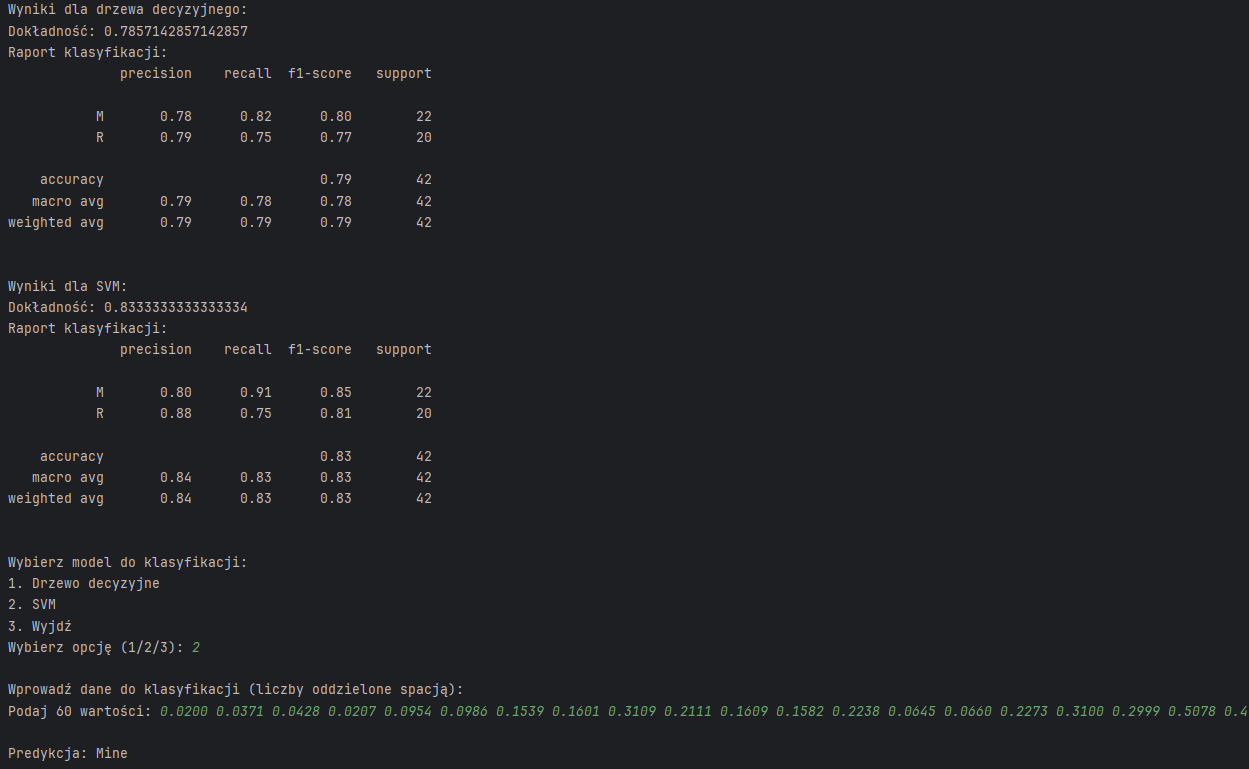 Wyniki dla drzewa decyzyjnego:
Dokładność: 0.7857142857142857
Raport klasyfikacji:
precision recall f1-score support
M 0.78 0.82 0.80 22
R 0.79 0.75 0.77 20
accuracy 0.79 42
macro avg 0.79 0.78 0.78 42
weighted avg 0.79 0.79 0.79 42
Wyniki dla SVM:
Dokładność: 0.8333333333333334
Raport klasyfikacji:
precision recall f1-score support
M 0.80 0.91 0.85 22
R 0.88 0.75 0.81 20
accuracy 0.83 42
macro avg 0.84 0.83 0.83 42
weighted avg 0.84 0.83 0.83 42
Wybierz model do klasyfikacji:
1. Drzewo decyzyjne
2. SVM
3. Wyjdź
Wybierz opcję (1/2/3): 2
Wprowadź dane do klasyfikacji (liczby oddzielone spacją):
Podaj 60 wartości: 0.0200 0.0371 0.0428 0.0207 0.0954 0.0986 0.1539 0.1601 0.3109 0.2111 0.1609 0.1582 0.2238 0.0645 0.0660 0.2273 0.3100 0.2999 0.5078 0.4
Predykcja: Mine